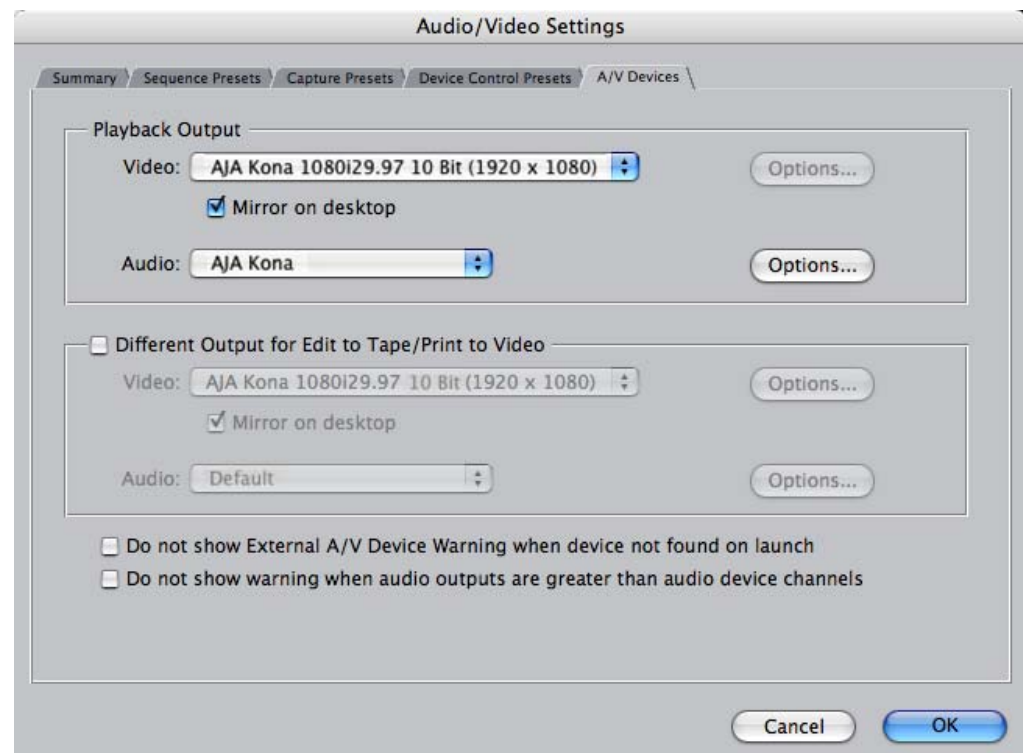 Audio/Video Settings
Summary Sequence Presets Capture Presets Device Control Presets A/V Devices
Playback Output
Video: AJA Kona 1080i29.97 10 Bit (1920 x 1080) Options...
Mirror on desktop
Audio: AJA Kona Options...
Different Output for Edit to Tape/Print to Video
Video: AJA Kona 1080i29.97 10 Bit (1920 x 1080) Options...
Mirror on desktop
Audio: Default Options...
Do not show External A/V Device Warning when device not found on launch
Do not show warning when audio outputs are greater than audio device channels
Cancel OK